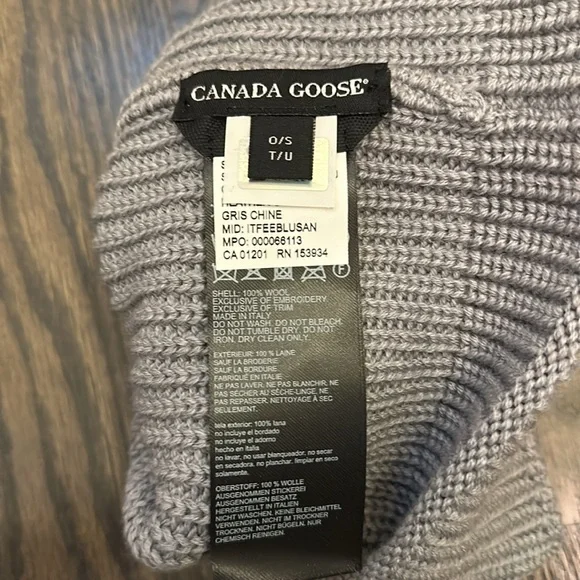 CANADA GOOSE®
O/S
T/U
GRIS CHINE
MID: ITFEEBLUSAN
MPO: 000066113
CA 01201 RN 153934
SHELL: 100% WOOL
EXCLUSIVE OF EMBROIDERY
EXCLUSIVE OF TRIM
MADE IN ITALY
DO NOT WASH. DO NOT BLEACH.
DO NOT TUMBLE DRY. DO NOT
IRON. DRY CLEAN ONLY.
EXTÉRIEUR: 100 % LAINE
SAUF LA BRODERIE
SAUF LA BORDURE
FABRIQUÉ EN ITALIE
NE PAS LAVER. NE PAS BLANCHIR. NE
PAS SÉCHER AU SÈCHE-LINGE. NE
PAS REPASSER. NETTOYAGE À SEC
SEULEMENT.
tela exterior: 100% lana
no incluye el bordado
no incluye el adorno
hecho en Italia
no lavar, no usar blanqueador. no secar
en secadora, no planchar. limpiar en seco
solamente.
OBERSTOFF: 100 % WOLLE
AUSGENOMMEN STICKEREI
AUSGENOMMEN BESATZ
HERGESTELLT IN ITALIEN
NICHT WASCHEN. KEINE BLEICHMITTEL
VERWENDEN. NICHT IM TROCKNER
TROCKNEN. NICHT BÜGELN. NUR
CHEMISCH REINIGEN.